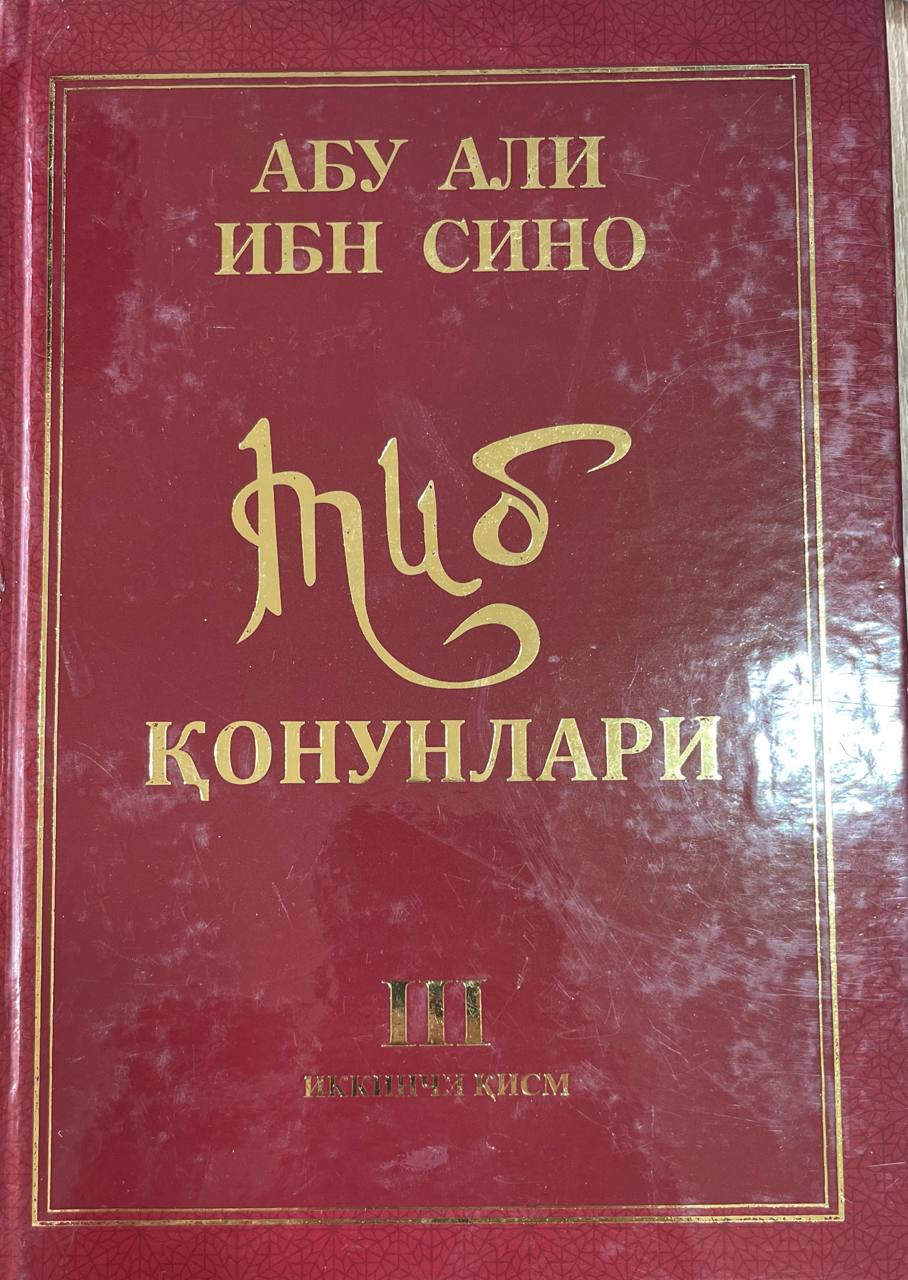 АБУ АЛИ
ИБН СИНО
тиб
ҚОНУНЛАРИ
III
ИККИНЧИ ҚИСМ